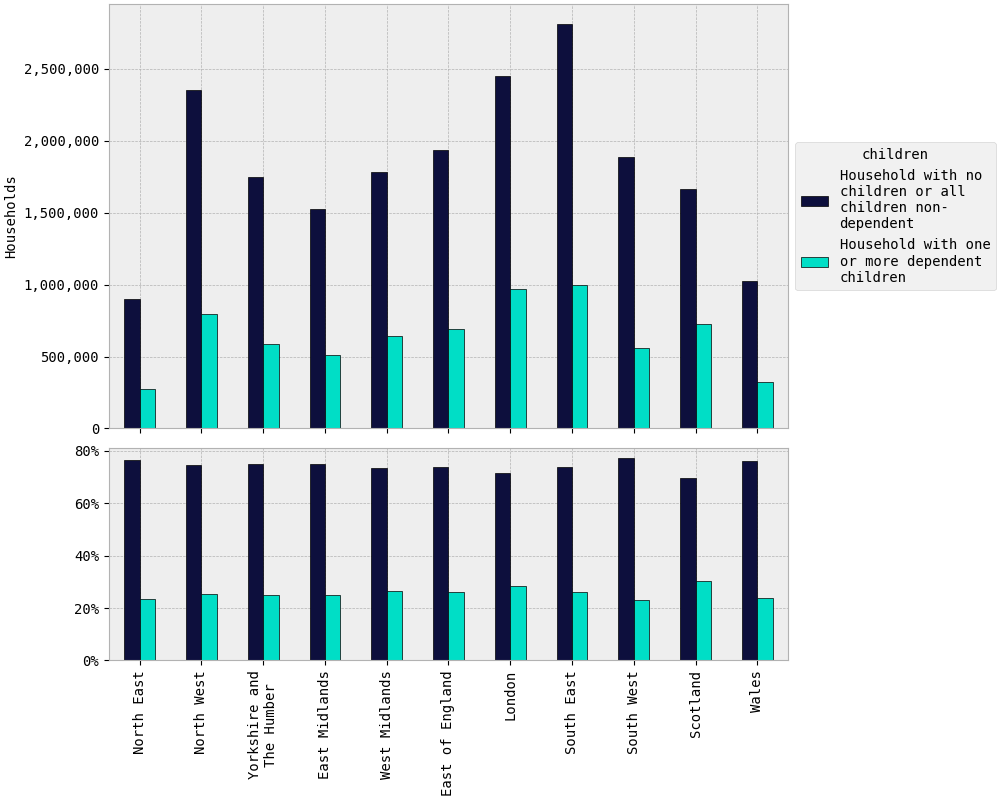 2,500,000
2,000,000
1,500,000
1,000,000
500,000
0
Households
children
Household with no
children or all
children non-
dependent
Household with one
or more dependent
children
80%
60%
40%
20%
0%
North East
North West
Yorkshire and
The Humber
East Midlands
West Midlands
East of England
London
South East
South West
Scotland
Wales